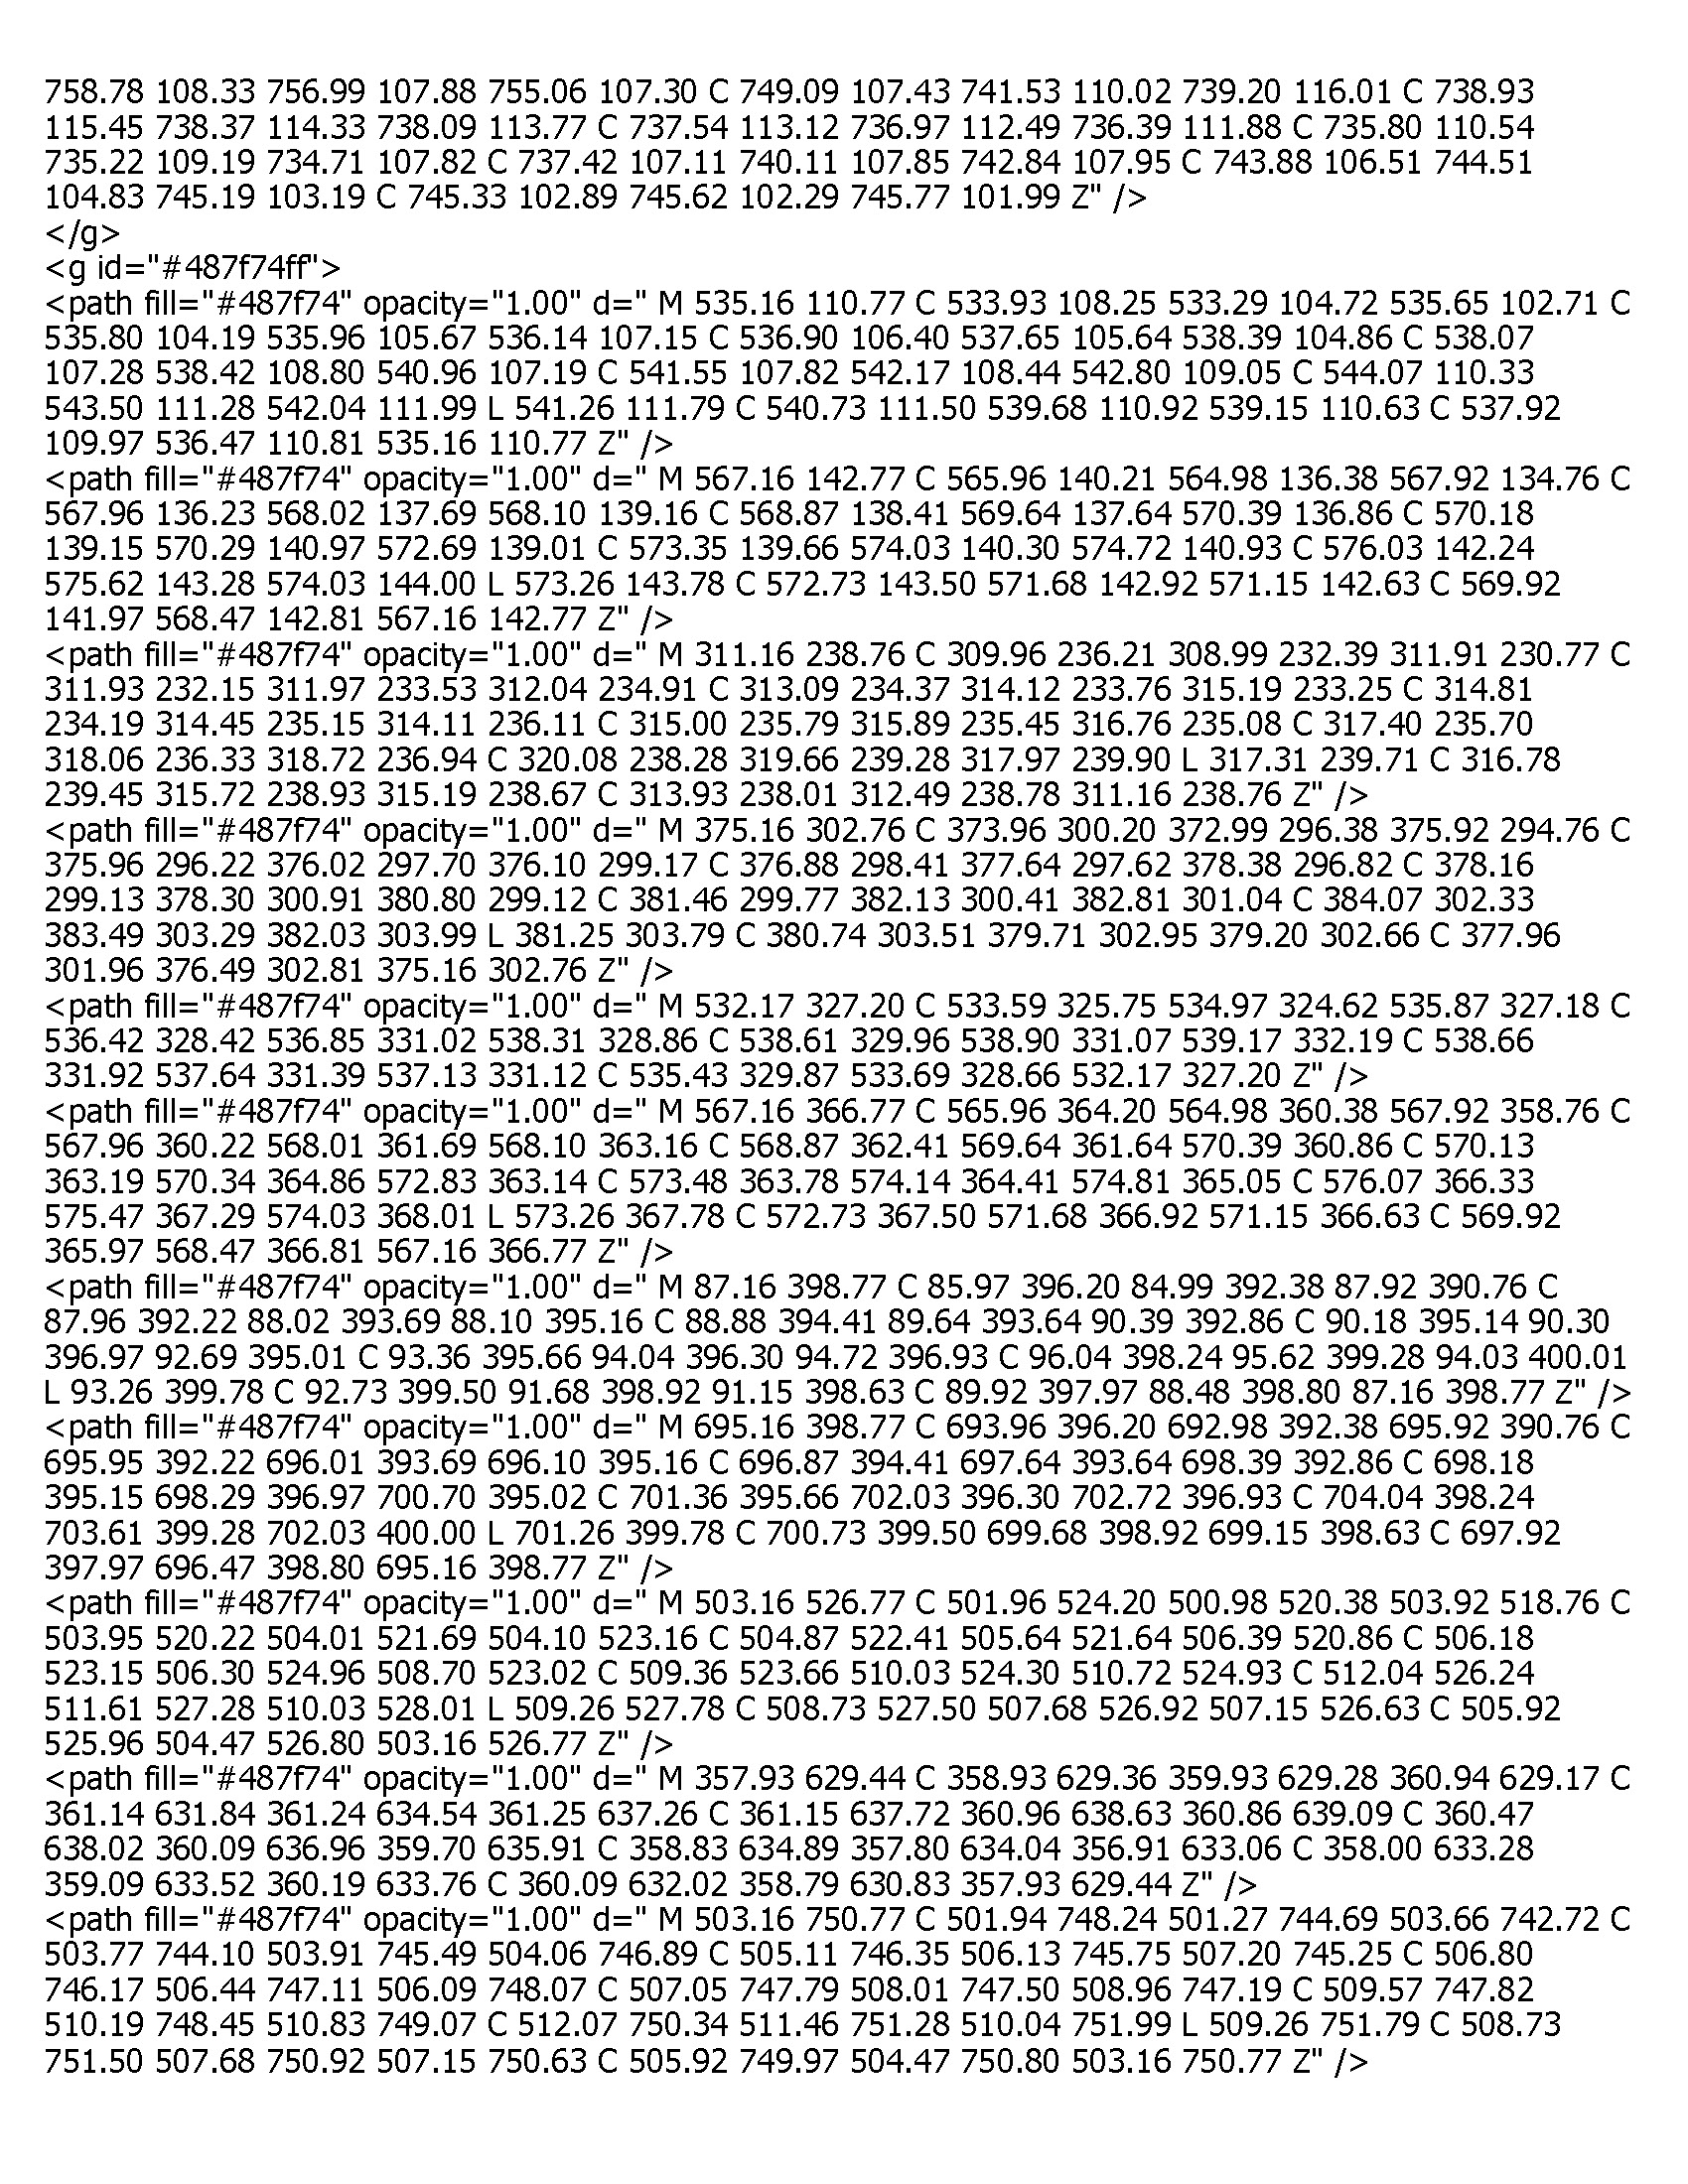 758.78 108.33 756.99 107.88 755.06 107.30 C 749.09 107.43 741.53 110.02 739.20 116.01 C 738.93
115.45 738.37 114.33 738.09 113.77 C 737.54 113.12 736.97 112.49 736.39 111.88 C 735.80 110.54
735.22 109.19 734.71 107.82 C 737.42 107.11 740.11 107.85 742.84 107.95 C 743.88 106.51 744.51
104.83 745.19 103.19 C 745.33 102.89 745.62 102.29 745.77 101.99 Z" />
</g>
<g id="#487f74ff">
<path fill="#487f74" opacity="1.00" d=" M 535.16 110.77 C 533.93 108.25 533.29 104.72 535.65 102.71 C
535.80 104.19 535.96 105.67 536.14 107.15 C 536.90 106.40 537.65 105.64 538.39 104.86 C 538.07
107.28 538.42 108.80 540.96 107.19 C 541.55 107.82 542.17 108.44 542.80 109.05 C 544.07 110.33
543.50 111.28 542.04 111.99 L 541.26 111.79 C 540.73 111.50 539.68 110.92 539.15 110.63 C 537.92
109.97 536.47 110.81 535.16 110.77 Z" />
<path fill="#487f74" opacity="1.00" d=" M 567.16 142.77 C 565.96 140.21 564.98 136.38 567.92 134.76 C
567.96 136.23 568.02 137.69 568.10 139.16 C 568.87 138.41 569.64 137.64 570.39 136.86 C 570.18
139.15 570.29 140.97 572.69 139.01 C 573.35 139.66 574.03 140.30 574.72 140.93 C 576.03 142.24
575.62 143.28 574.03 144.00 L 573.26 143.78 C 572.73 143.50 571.68 142.92 571.15 142.63 C 569.92
141.97 568.47 142.81 567.16 142.77 Z" />
<path fill="#487f74" opacity="1.00" d=" M 311.16 238.76 C 309.96 236.21 308.99 232.39 311.91 230.77 C
311.93 232.15 311.97 233.53 312.04 234.91 C 313.09 234.37 314.12 233.76 315.19 233.25 C 314.81
234.19 314.45 235.15 314.11 236.11 C 315.00 235.79 315.89 235.45 316.76 235.08 C 317.40 235.70
318.06 236.33 318.72 236.94 C 320.08 238.28 319.66 239.28 317.97 239.90 L 317.31 239.71 C 316.78
239.45 315.72 238.93 315.19 238.67 C 313.93 238.01 312.49 238.78 311.16 238.76 Z" />
<path fill="#487f74" opacity="1.00" d=" M 375.16 302.76 C 373.96 300.20 372.99 296.38 375.92 294.76 C
375.96 296.22 376.02 297.70 376.10 299.17 C 376.88 298.41 377.64 297.62 378.38 296.82 C 378.16
299.13 378.30 300.91 380.80 299.12 C 381.46 299.77 382.13 300.41 382.81 301.04 C 384.07 302.33
383.49 303.29 382.03 303.99 L 381.25 303.79 C 380.74 303.51 379.71 302.95 379.20 302.66 C 377.96
301.96 376.49 302.81 375.16 302.76 Z" />
<path fill="#487f74" opacity="1.00" d=" M 532.17 327.20 C 533.59 325.75 534.97 324.62 535.87 327.18 C
536.42 328.42 536.85 331.02 538.31 328.86 C 538.61 329.96 538.90 331.07 539.17 332.19 C 538.66
331.92 537.64 331.39 537.13 331.12 C 535.43 329.87 533.69 328.66 532.17 327.20 Z" />
<path fill="#487f74" opacity="1.00" d=" M 567.16 366.77 C 565.96 364.20 564.98 360.38 567.92 358.76 C
567.96 360.22 568.01 361.69 568.10 363.16 C 568.87 362.41 569.64 361.64 570.39 360.86 C 570.13
363.19 570.34 364.86 572.83 363.14 C 573.48 363.78 574.14 364.41 574.81 365.05 C 576.07 366.33
575.47 367.29 574.03 368.01 L 573.26 367.78 C 572.73 367.50 571.68 366.92 571.15 366.63 C 569.92
365.97 568.47 366.81 567.16 366.77 Z" />
<path fill="#487f74" opacity="1.00" d=" M 87.16 398.77 C 85.97 396.20 84.99 392.38 87.92 390.76 C
87.96 392.22 88.02 393.69 88.10 395.16 C 88.88 394.41 89.64 393.64 90.39 392.86 C 90.18 395.14 90.30
396.97 92.69 395.01 C 93.36 395.66 94.04 396.30 94.72 396.93 C 96.04 398.24 95.62 399.28 94.03 400.01
L 93.26 399.78 C 92.73 399.50 91.68 398.92 91.15 398.63 C 89.92 397.97 88.48 398.80 87.16 398.77 Z" />
<path fill="#487f74" opacity="1.00" d=" M 695.16 398.77 C 693.96 396.20 692.98 392.38 695.92 390.76 C
695.95 392.22 696.01 393.69 696.10 395.16 C 696.87 394.41 697.64 393.64 698.39 392.86 C 698.18
395.15 698.29 396.97 700.70 395.02 C 701.36 395.66 702.03 396.30 702.72 396.93 C 704.04 398.24
703.61 399.28 702.03 400.00 L 701.26 399.78 C 700.73 399.50 699.68 398.92 699.15 398.63 C 697.92
397.97 696.47 398.80 695.16 398.77 Z" />
<path fill="#487f74" opacity="1.00" d=" M 503.16 526.77 C 501.96 524.20 500.98 520.38 503.92 518.76 C
503.95 520.22 504.01 521.69 504.10 523.16 C 504.87 522.41 505.64 521.64 506.39 520.86 C 506.18
523.15 506.30 524.96 508.70 523.02 C 509.36 523.66 510.03 524.30 510.72 524.93 C 512.04 526.24
511.61 527.28 510.03 528.01 L 509.26 527.78 C 508.73 527.50 507.68 526.92 507.15 526.63 C 505.92
525.96 504.47 526.80 503.16 526.77 Z" />
<path fill="#487f74" opacity="1.00" d=" M 357.93 629.44 C 358.93 629.36 359.93 629.28 360.94 629.17 C
361.14 631.84 361.24 634.54 361.25 637.26 C 361.15 637.72 360.96 638.63 360.86 639.09 C 360.47
638.02 360.09 636.96 359.70 635.91 C 358.83 634.89 357.80 634.04 356.91 633.06 C 358.00 633.28
359.09 633.52 360.19 633.76 C 360.09 632.02 358.79 630.83 357.93 629.44 Z" />
<path fill="#487f74" opacity="1.00" d=" M 503.16 750.77 C 501.94 748.24 501.27 744.69 503.66 742.72 C
503.77 744.10 503.91 745.49 504.06 746.89 C 505.11 746.35 506.13 745.75 507.20 745.25 C 506.80
746.17 506.44 747.11 506.09 748.07 C 507.05 747.79 508.01 747.50 508.96 747.19 C 509.57 747.82
510.19 748.45 510.83 749.07 C 512.07 750.34 511.46 751.28 510.04 751.99 L 509.26 751.79 C 508.73
751.50 507.68 750.92 507.15 750.63 C 505.92 749.97 504.47 750.80 503.16 750.77 Z" />